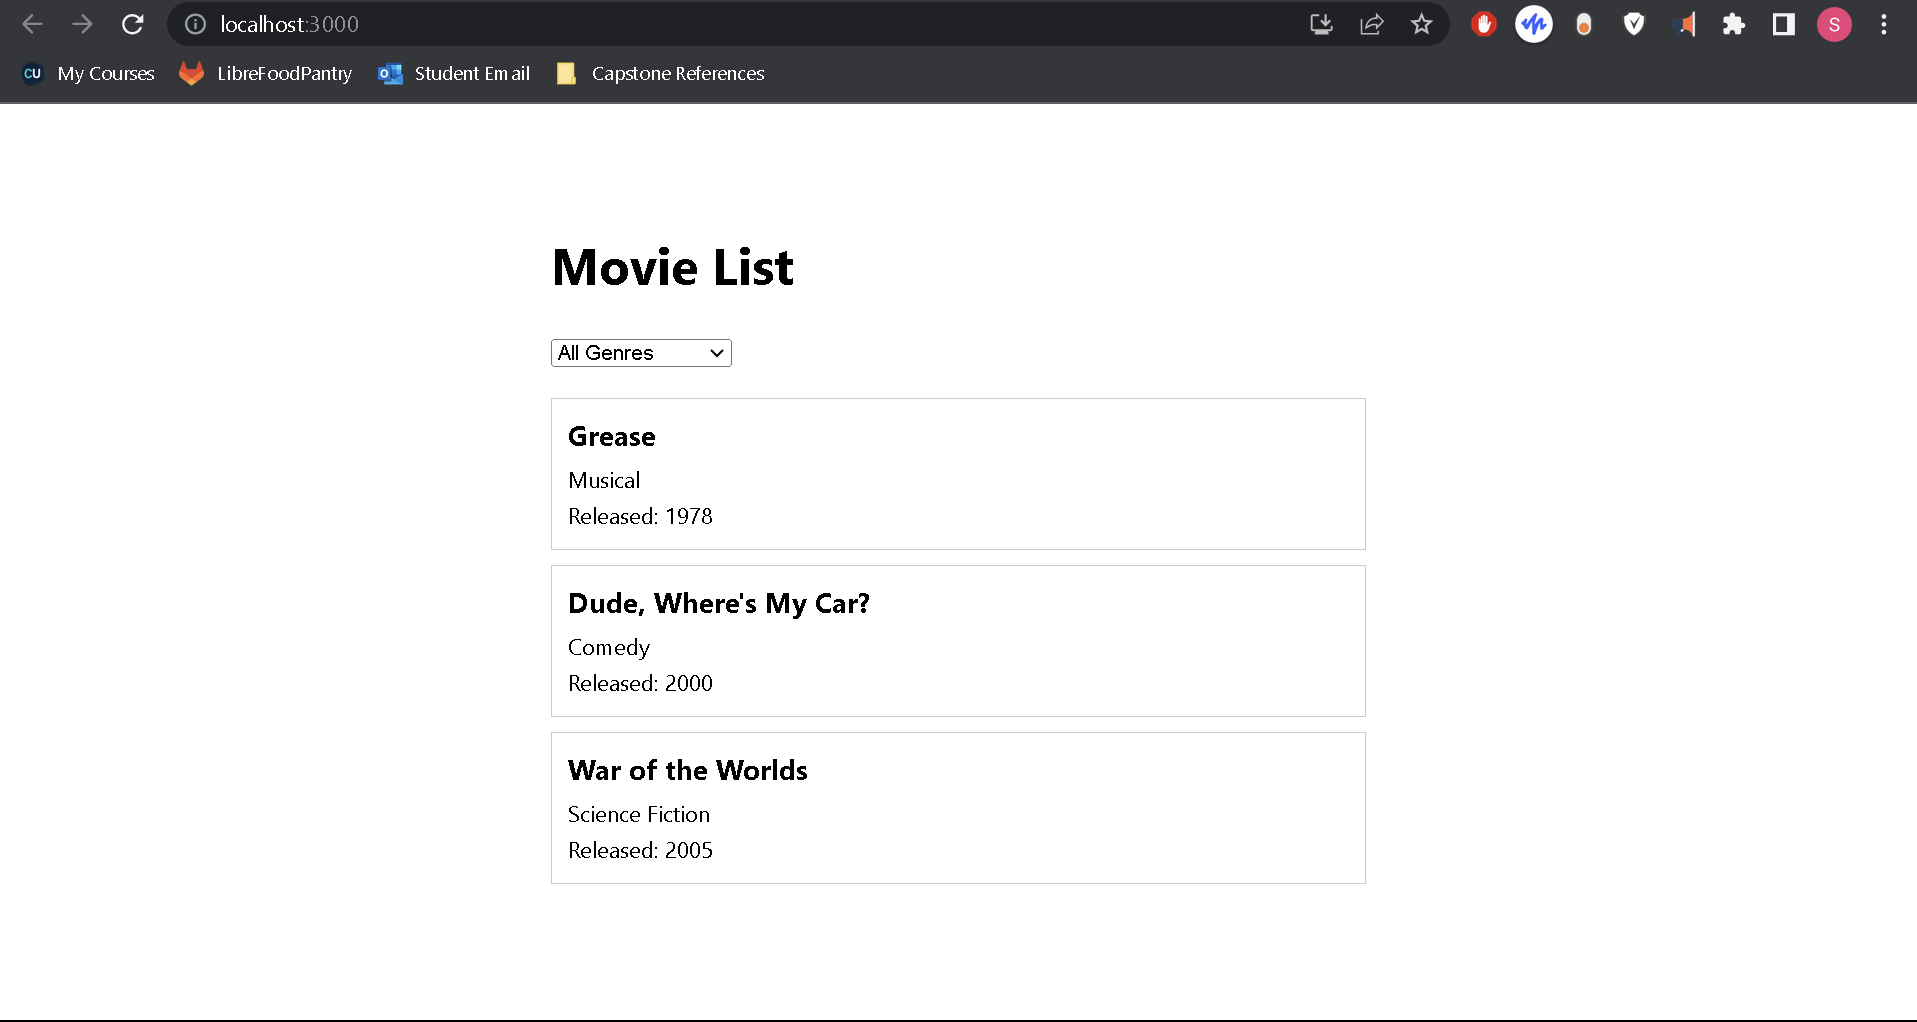 localhost:3000
S
CU My Courses LibreFoodPantry Student Email Capstone References
Movie List
All Genres
Grease
Musical
Released: 1978
Dude, Where's My Car?
Comedy
Released: 2000
War of the Worlds
Science Fiction
Released: 2005